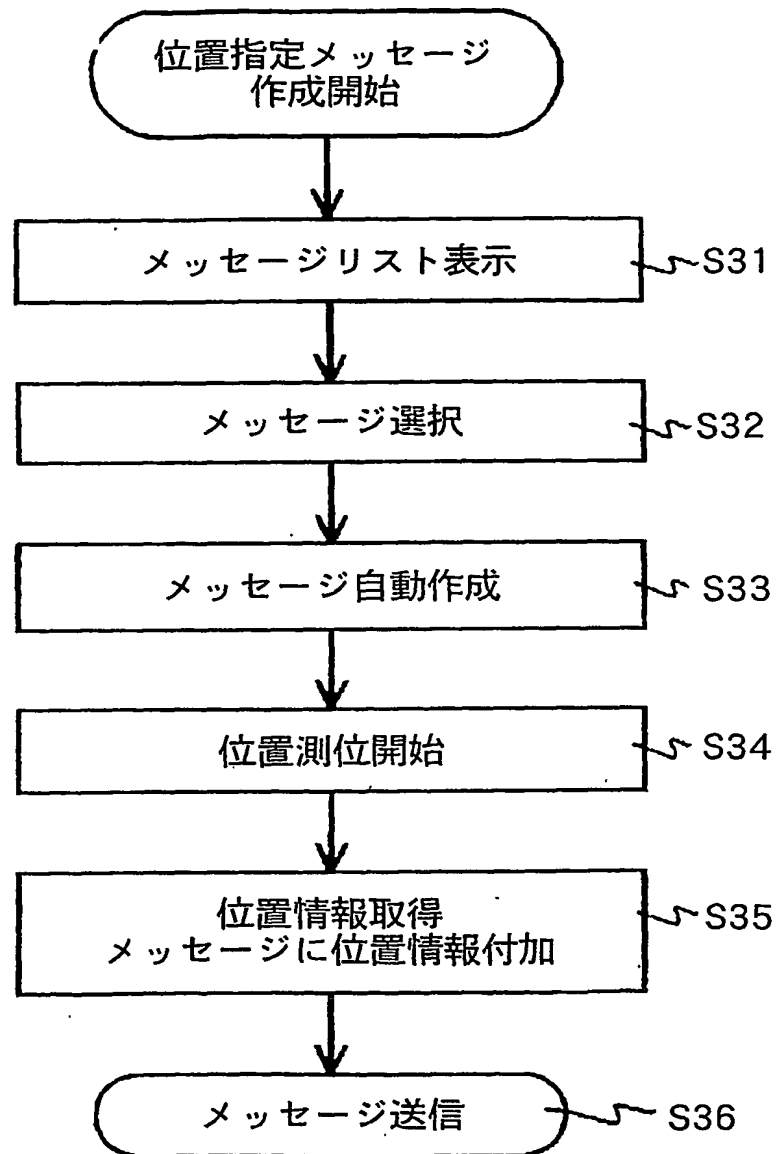 位置指定メッセージ
作成開始
メッセージリスト表示
S31
メッセージ選択
S32
メッセージ自動作成
S33
位置測位開始
S34
位置情報取得
メッセージに位置情報付加
S35
メッセージ送信
S36